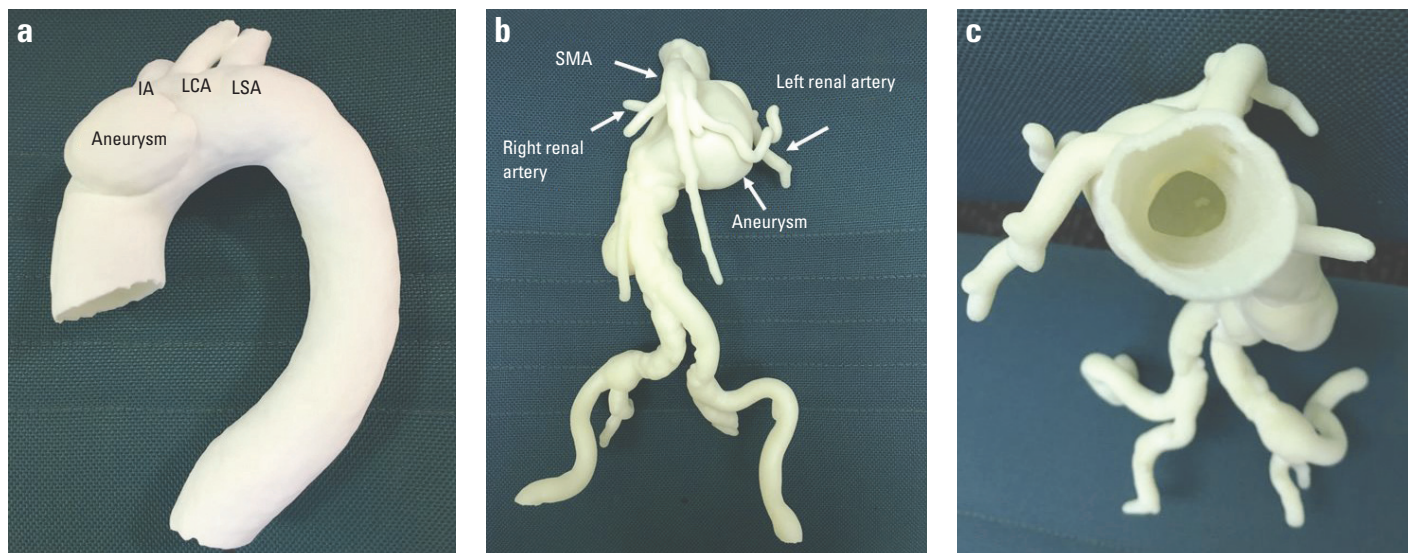 a
IA LCA LSA
Aneurysm
b
SMA
Left renal artery
Right renal
artery
Aneurysm
c